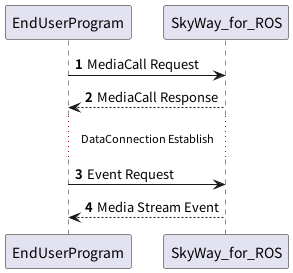 EndUserProgram SkyWay_for_ROS
1 MediaCall Request
2 MediaCall Response
DataConnection Establish
3 Event Request
4 Media Stream Event
EndUserProgram SkyWay_for_ROS